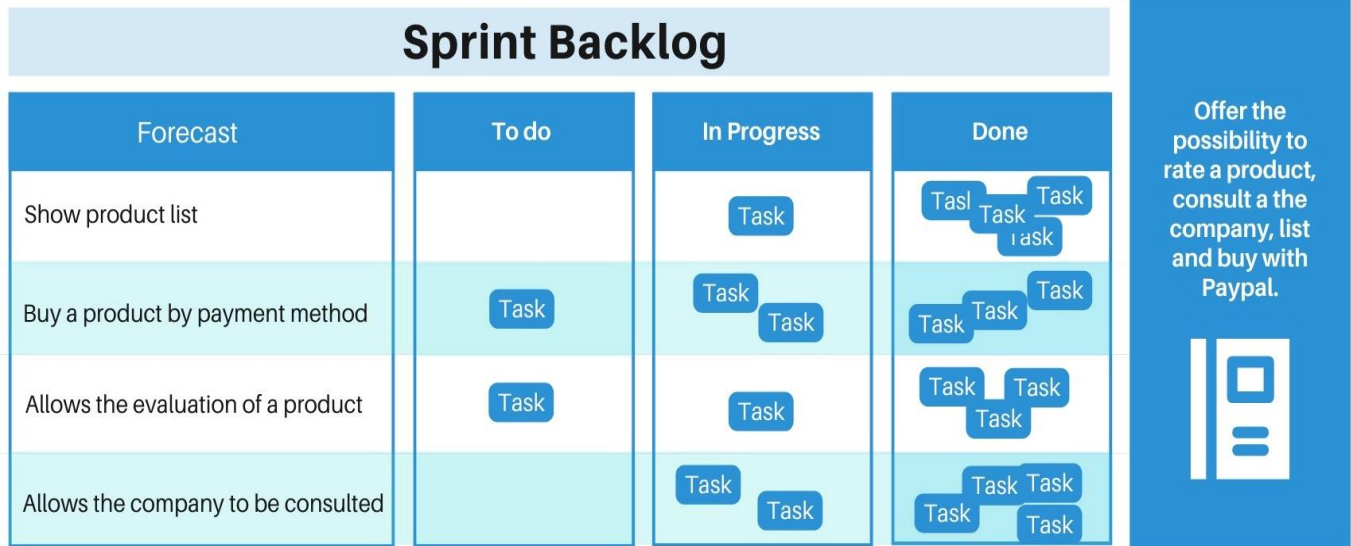 Sprint Backlog
Forecast
To do
In Progress
Done
Show product list
Task
Tasl
Task
Task
Task
Buy a product by payment method
Task
Task
Task
Task
Task
Task
Allows the evaluation of a product
Task
Task
Task
Task
Task
Allows the company to be consulted
Task
Task
Task
Task
Task
Task
Offer the
possibility to
rate a product,
consult a the
company, list
and buy with
Paypal.